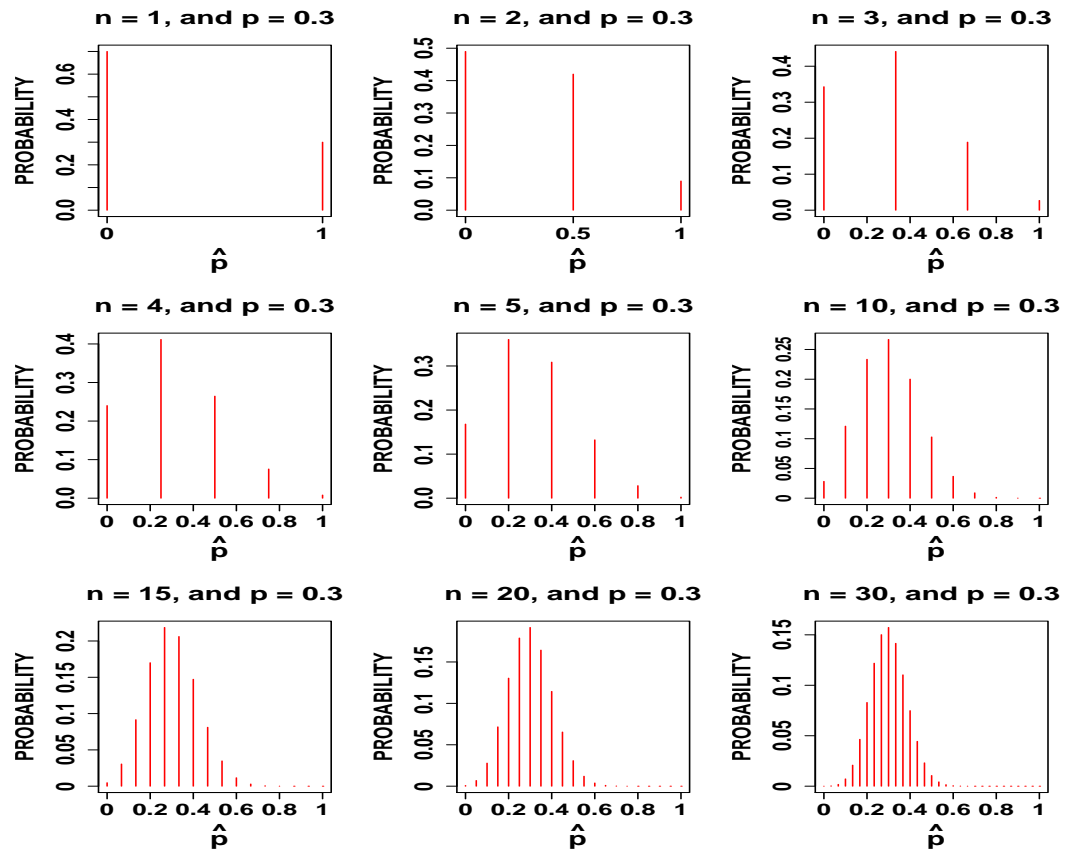 n = 1, and p = 0.3
PROBABILITY
0.0 0.2 0.4 0.6
0 1
p̂
n = 2, and p = 0.3
PROBABILITY
0.0 0.1 0.2 0.3 0.4 0.5
0 0.5 1
p̂
n = 3, and p = 0.3
PROBABILITY
0.0 0.1 0.2 0.3 0.4
0 0.2 0.4 0.6 0.8 1
p̂
n = 4, and p = 0.3
PROBABILITY
0.0 0.1 0.2 0.3 0.4
0 0.2 0.4 0.6 0.8 1
p̂
n = 5, and p = 0.3
PROBABILITY
0.0 0.1 0.2 0.3
0 0.2 0.4 0.6 0.8 1
p̂
n = 10, and p = 0.3
PROBABILITY
0 0.05 0.1 0.15 0.2 0.25
0 0.2 0.4 0.6 0.8 1
p̂
n = 15, and p = 0.3
PROBABILITY
0 0.05 0.1 0.15 0.2
0 0.2 0.4 0.6 0.8 1
p̂
n = 20, and p = 0.3
PROBABILITY
0 0.05 0.1 0.15
0 0.2 0.4 0.6 0.8 1
p̂
n = 30, and p = 0.3
PROBABILITY
0 0.05 0.1 0.15
0 0.2 0.4 0.6 0.8 1
p̂